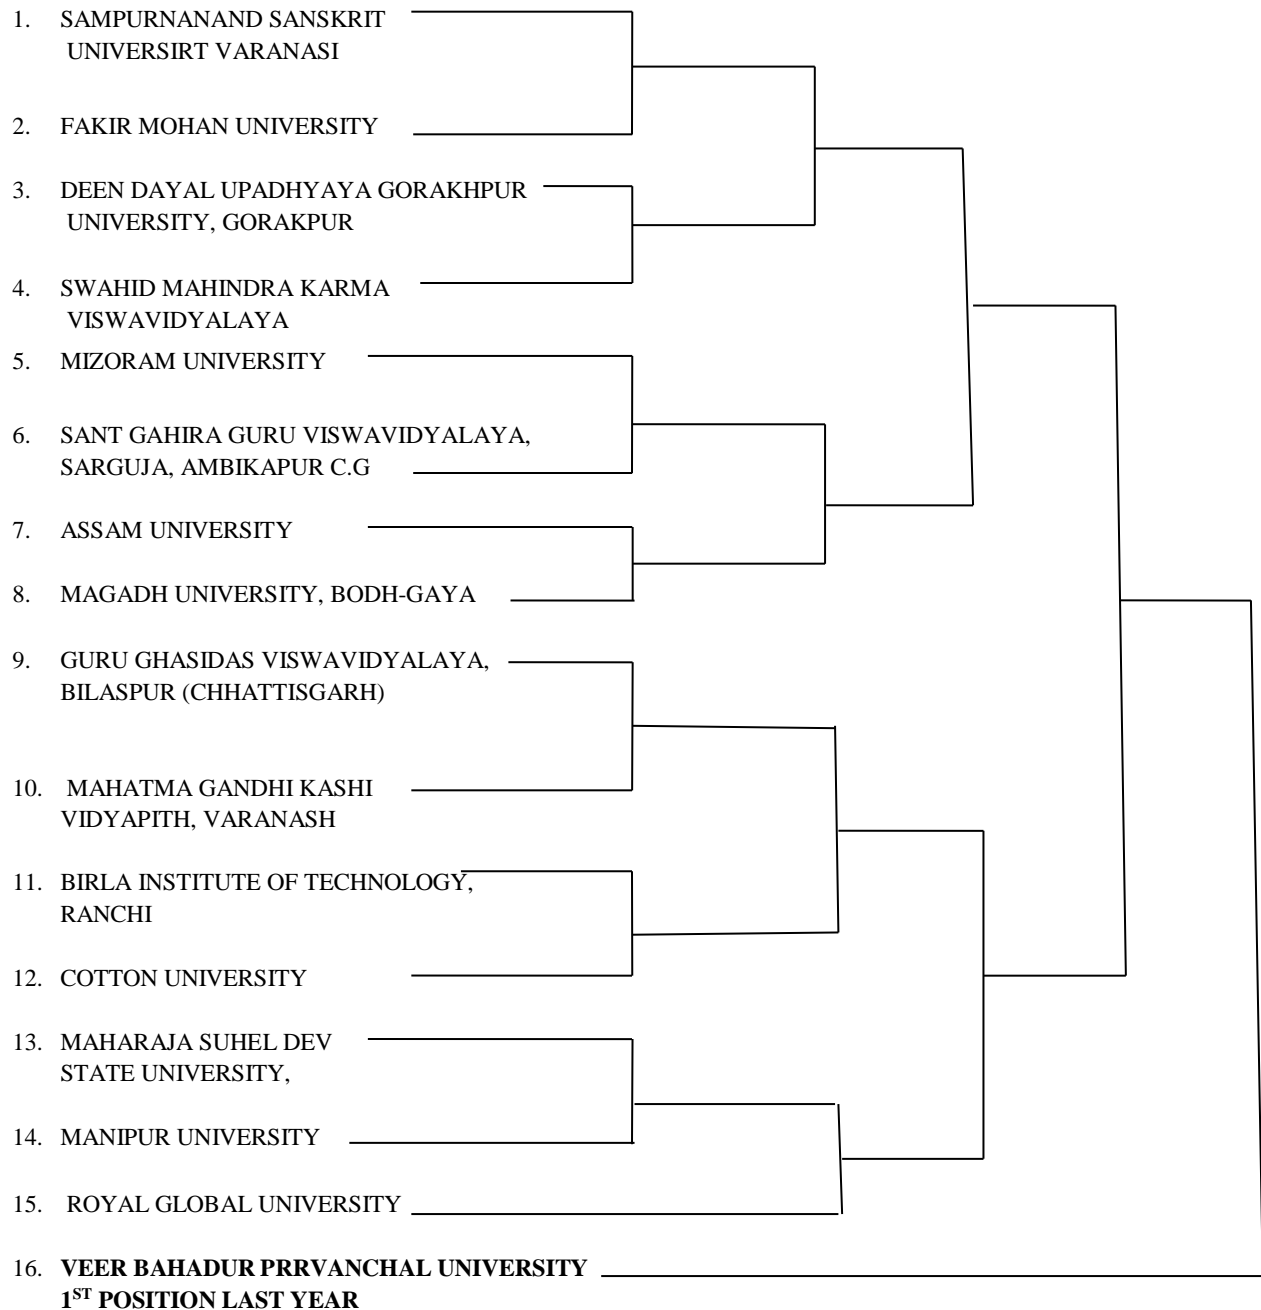 1. SAMPURNANAND SANSKRIT
UNIVERSIRT VARANASI
2. FAKIR MOHAN UNIVERSITY
3. DEEN DAYAL UPADHYAYA GORAKHPUR
UNIVERSITY, GORAKPUR
4. SWAHID MAHINDRA KARMA
VISWAVIDYALAYA
5. MIZORAM UNIVERSITY
6. SANT GAHIRA GURU VISWAVIDYALAYA,
SARGUJA, AMBIKAPUR C.G
7. ASSAM UNIVERSITY
8. MAGADH UNIVERSITY, BODH-GAYA
9. GURU GHASIDAS VISWAVIDYALAYA,
BILASPUR (CHHATTISGARH)
10. MAHATMA GANDHI KASHI
VIDYAPITH, VARANASH
11. BIRLA INSTITUTE OF TECHNOLOGY,
RANCHI
12. COTTON UNIVERSITY
13. MAHARAJA SUHEL DEV
STATE UNIVERSITY,
14. MANIPUR UNIVERSITY
15. ROYAL GLOBAL UNIVERSITY
16. VEER BAHADUR PRRVANCHAL UNIVERSITY
1ST POSITION LAST YEAR